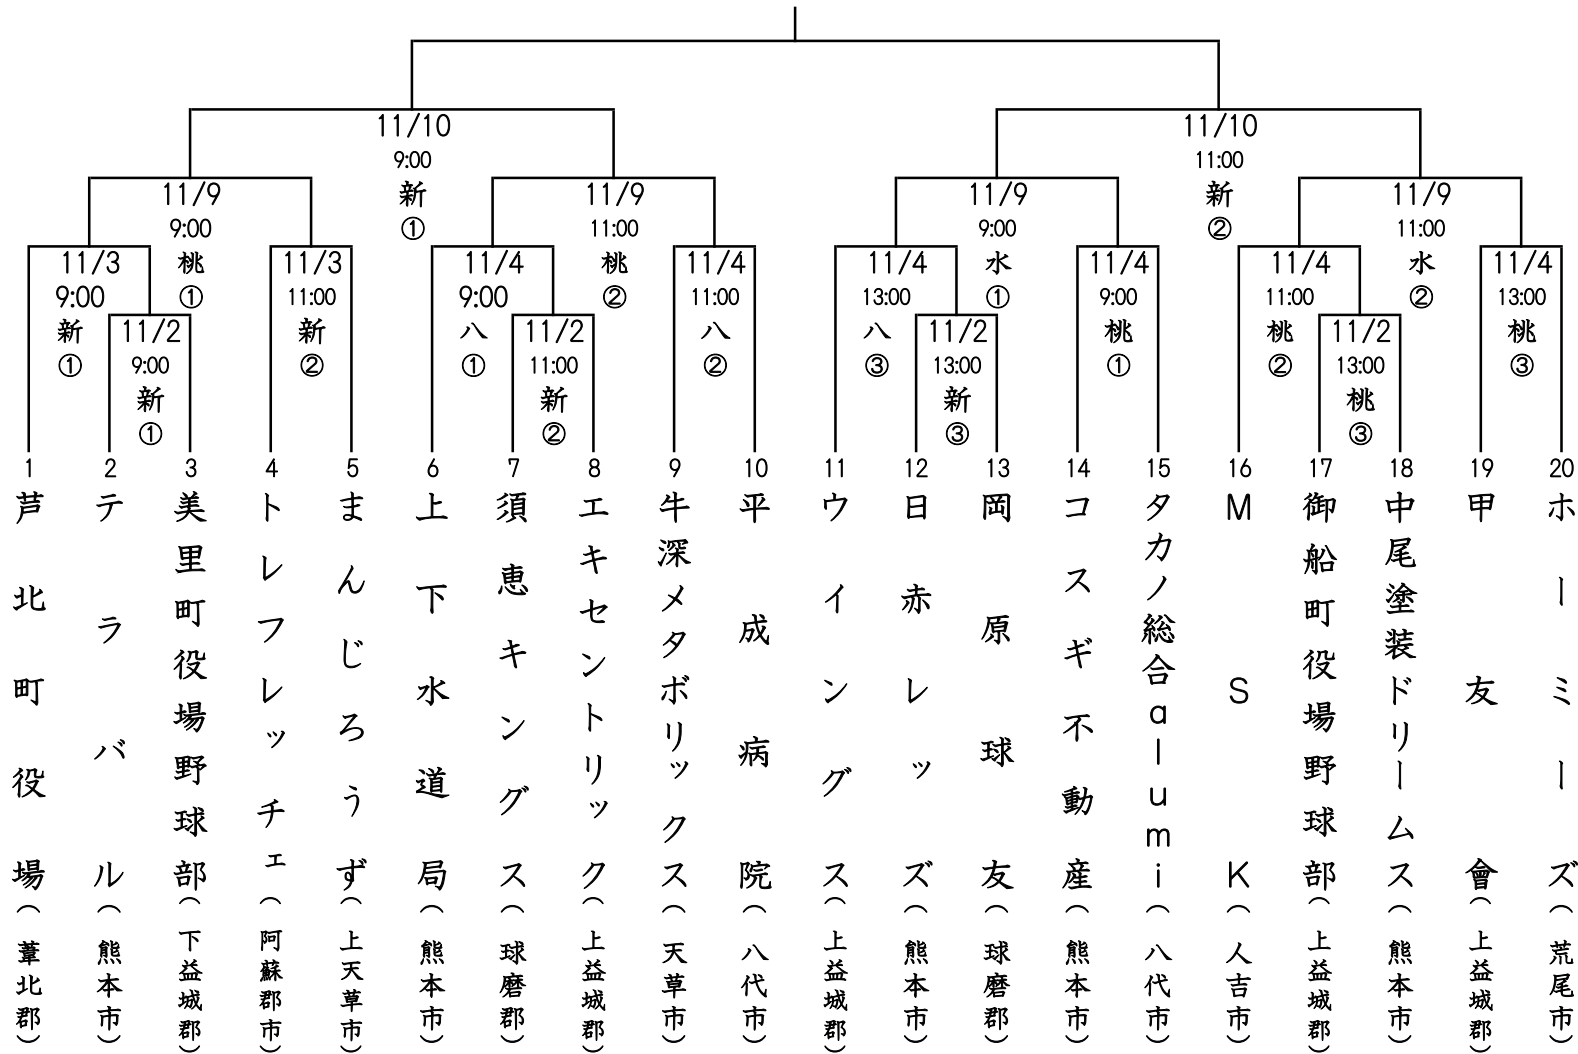 11/10
9:00
新
①
11/10
11:00
新
②
11/9
9:00
桃
①
11/9
11:00
桃
②
11/9
9:00
水
①
11/9
11:00
水
②
11/3
9:00
新
①
11/3
11:00
新
②
11/4
9:00
八
①
11/4
11:00
八
②
11/4
13:00
八
③
11/4
9:00
桃
①
11/4
11:00
桃
②
11/4
13:00
桃
③
11/2
9:00
新
①
11/2
11:00
新
②
11/2
13:00
新
③
11/2
13:00
桃
③
1 芦北町役場(葦北郡)
2 テラバル(熊本市)
3 美里町役場野球部(下益城郡)
4 トレフレッチェ(阿蘇郡市)
5 まんじろうず(上天草市)
6 上下水道局(熊本市)
7 須恵キングス(球磨郡)
8 エキセントリック(上益城郡)
9 牛深メタボリックス(天草市)
10 平成病院(八代市)
11 ウイングス(上益城郡)
12 日赤レッズ(熊本市)
13 岡原球友(球磨郡)
14 コスギ不動産(熊本市)
15 タカノ総合alumi(八代市)
16 MSK(人吉市)
17 御船町役場野球部(上益城郡)
18 中尾塗装ドリームス(熊本市)
19 甲友會(上益城郡)
20 ホーミーズ(荒尾市)